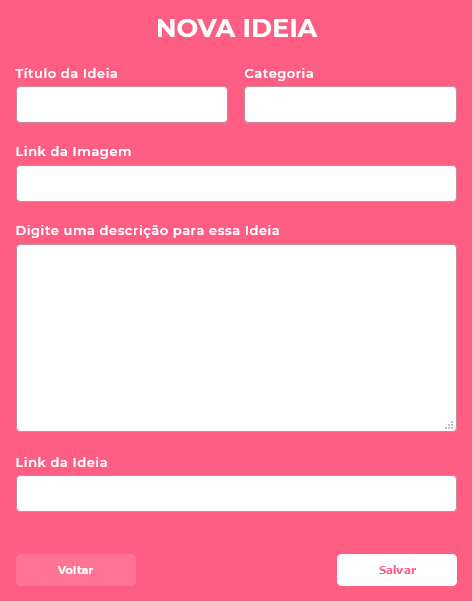 NOVA IDEIA
Título da Ideia
Categoria
Link da Imagem
Digite uma descrição para essa Ideia
Link da Ideia
Voltar
Salvar